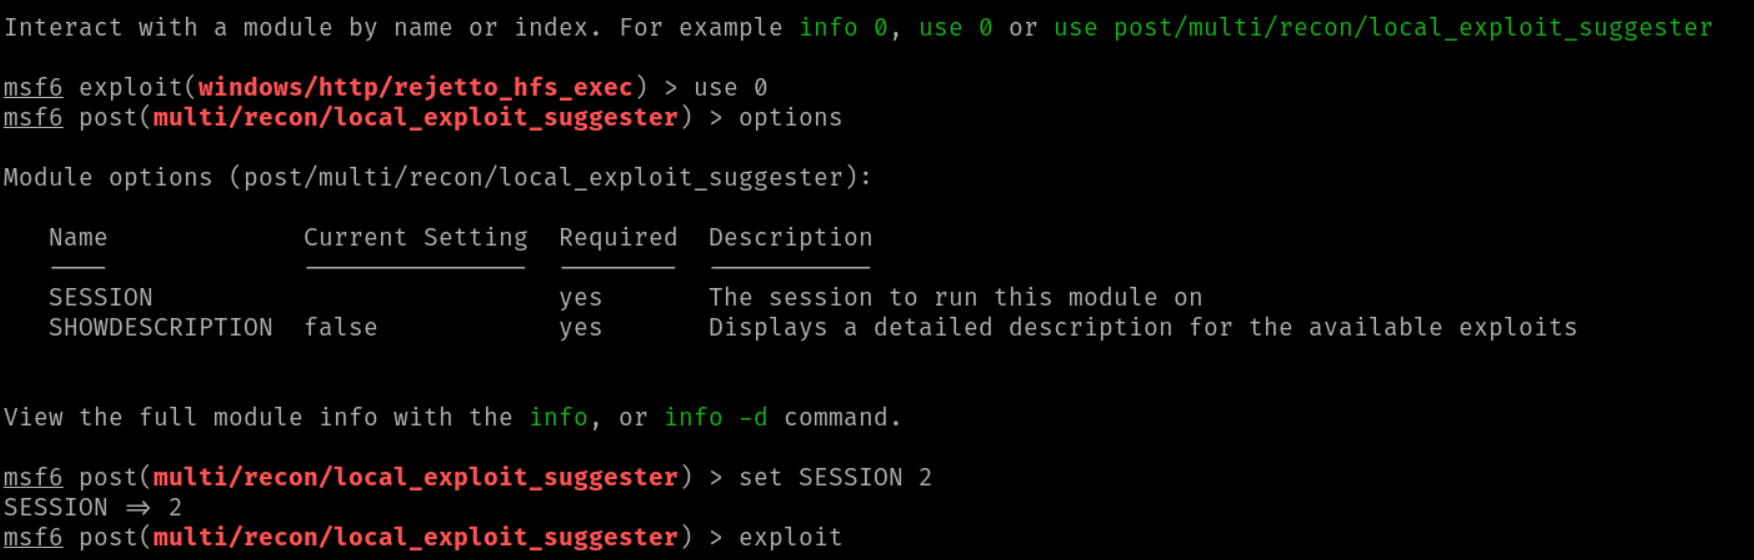 Interact with a module by name or index. For example info 0, use 0 or use post/multi/recon/local_exploit_suggester
msf6 exploit(windows/http/rejetto_hfs_exec) > use 0
msf6 post(multi/recon/local_exploit_suggester) > options
Module options (post/multi/recon/local_exploit_suggester):
Name Current Setting Required Description
SESSION yes The session to run this module on
SHOWDESCRIPTION false yes Displays a detailed description for the available exploits
View the full module info with the info, or info -d command.
msf6 post(multi/recon/local_exploit_suggester) > set SESSION 2
SESSION => 2
msf6 post(multi/recon/local_exploit_suggester) > exploit